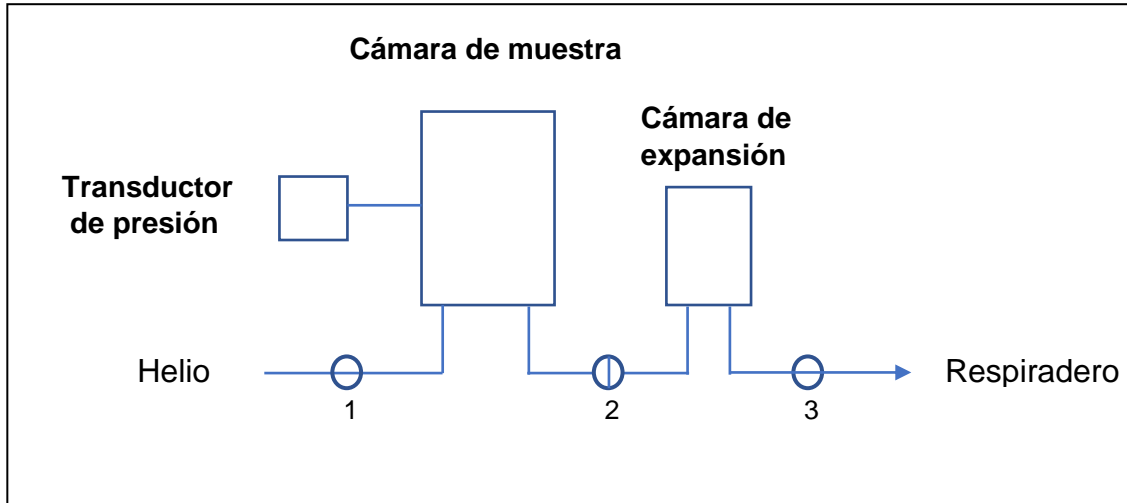 Cámara de muestra
Cámara de
expansión
Transductor
de presión
Helio
Respiradero
1
2
3